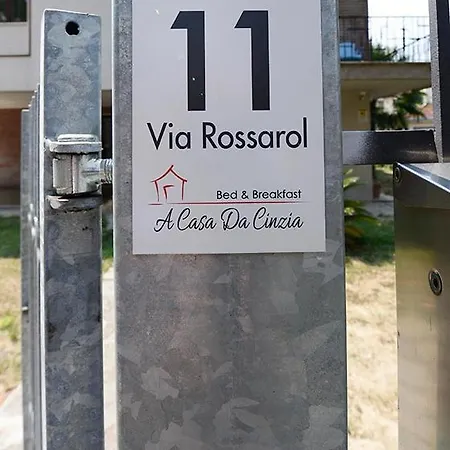 11
Via Rossarol
Bed & Breakfast
A Casa Da Cinzia